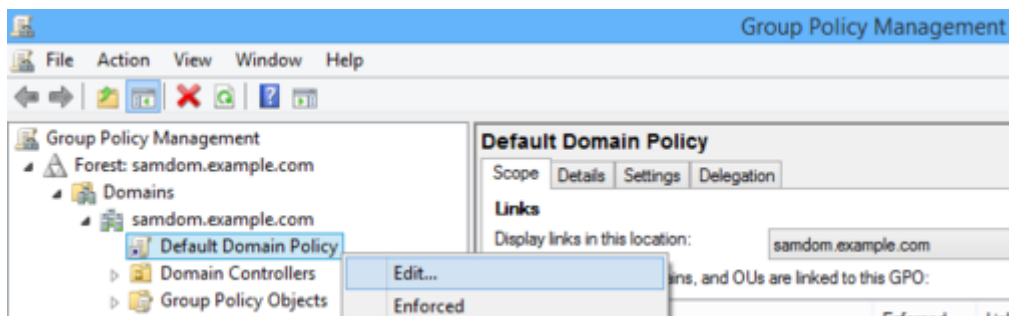 Group Policy Management
File Action View Window Help
Group Policy Management
Forest: samdom.example.com
Domains
samdom.example.com
Default Domain Policy
Domain Controllers
Group Policy Objects
Edit...
Enforced
Default Domain Policy
Scope Details Settings Delegation
Links
Display links in this location: samdom.example.com
and OUs are linked to this GPO: